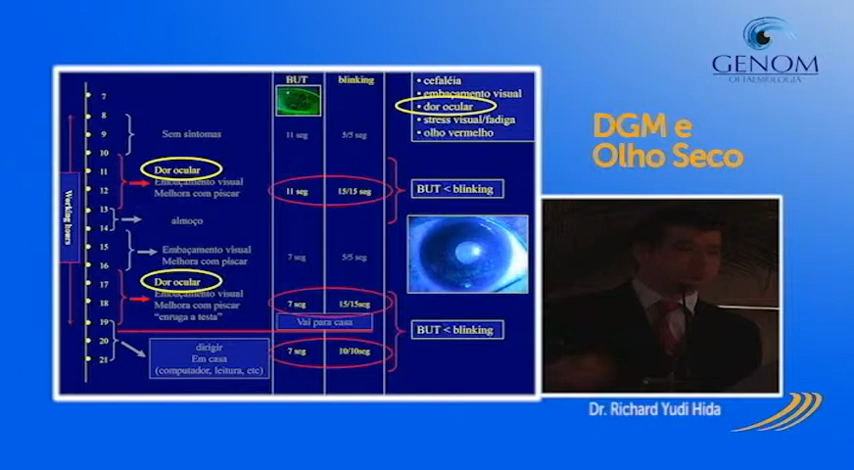 GENOM
OFTALMOLOGIA
DGM e
Olho Seco
BUT
blinking
• cefaléia
• embaçamento visual
• dor ocular
• stress visual/fadiga
• olho vermelho
Working hours
7
8
9
10
11
12
13
14
15
16
17
18
19
20
21
Sem sintomas
11 seg
5/5 seg
Dor ocular
Embaçamento visual
Melhora com piscar
11 seg
15/15 seg
BUT < blinking
almoço
Embaçamento visual
Melhora com piscar
7 seg
5/5 seg
Dor ocular
Embaçamento visual
Melhora com piscar
"enruga a testa"
7 seg
15/15seg
Vai para casa
BUT < blinking
dirigir
Em casa
(computador, leitura, etc)
7 seg
10/10seg
Dr. Richard Yudi Hida